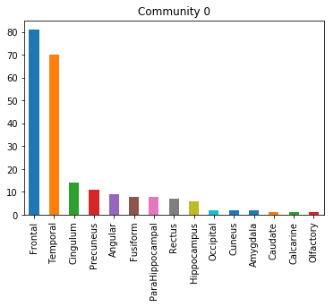 Community 0
80
70
60
50
40
30
20
10
0
Frontal
Temporal
Cingulum
Precuneus
Angular
Fusiform
ParaHippocampal
Rectus
Hippocampus
Occipital
Cuneus
Amygdala
Caudate
Calcarine
Olfactory